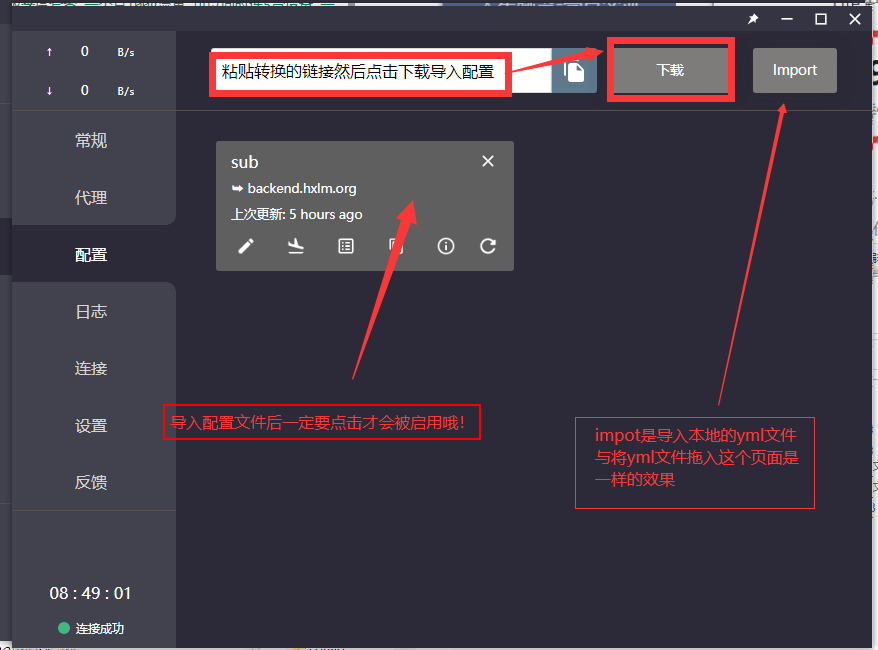 ↑ 0 B/s
↓ 0 B/s
粘贴转换的链接然后点击下载导入配置
下载
Import
常规
代理
配置
日志
连接
设置
反馈
sub
backend.hxlm.org
上次更新: 5 hours ago
导入配置文件后一定要点击才会被启用哦!
impot是导入本地的yml文件
与将yml文件拖入这个页面是
一样的效果
08 : 49 : 01
连接成功